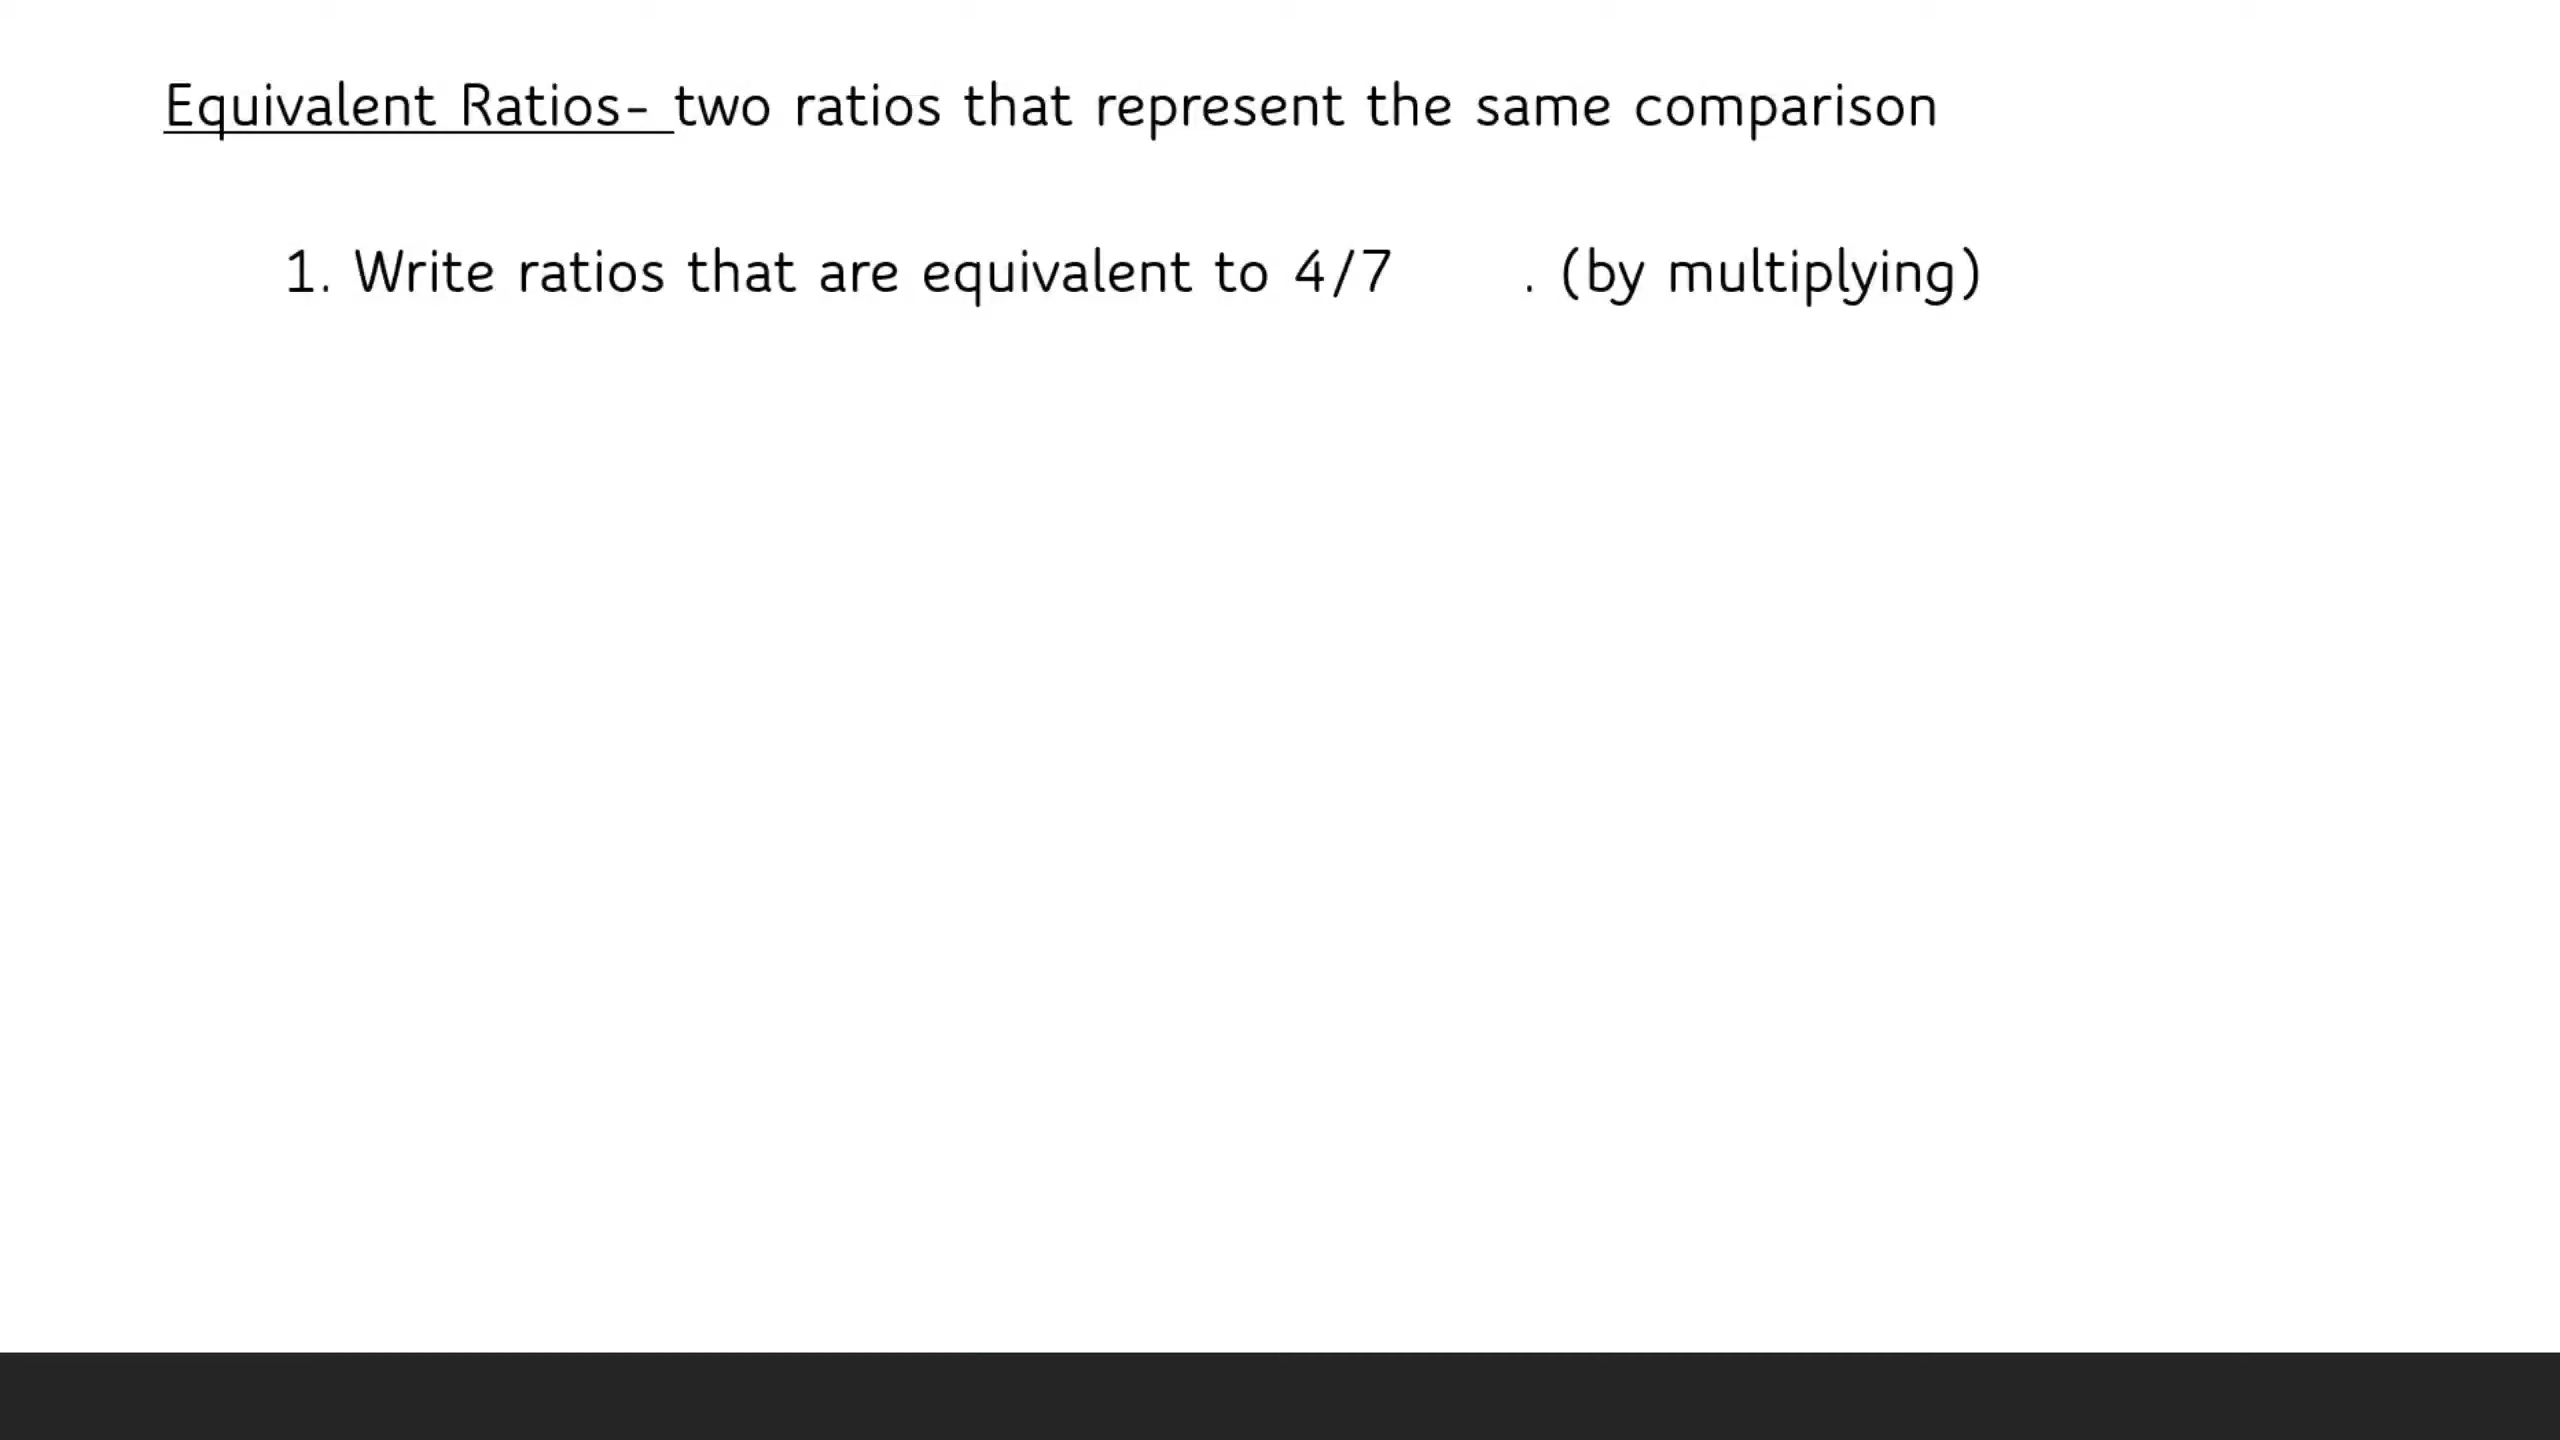 Equivalent Ratios- two ratios that represent the same comparison
1. Write ratios that are equivalent to 4/7 . (by multiplying)